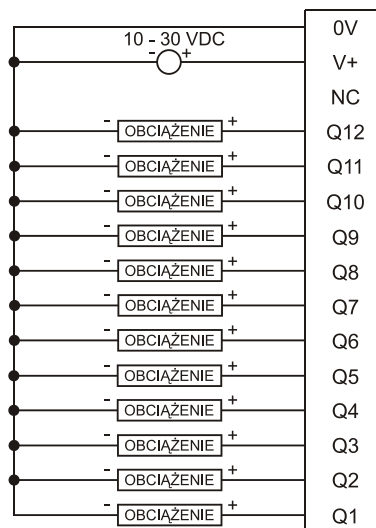 0V
10 - 30 VDC
- + V+
NC
- OBCIĄŻENIE + Q12
- OBCIĄŻENIE + Q11
- OBCIĄŻENIE + Q10
- OBCIĄŻENIE + Q9
- OBCIĄŻENIE + Q8
- OBCIĄŻENIE + Q7
- OBCIĄŻENIE + Q6
- OBCIĄŻENIE + Q5
- OBCIĄŻENIE + Q4
- OBCIĄŻENIE + Q3
- OBCIĄŻENIE + Q2
- OBCIĄŻENIE + Q1